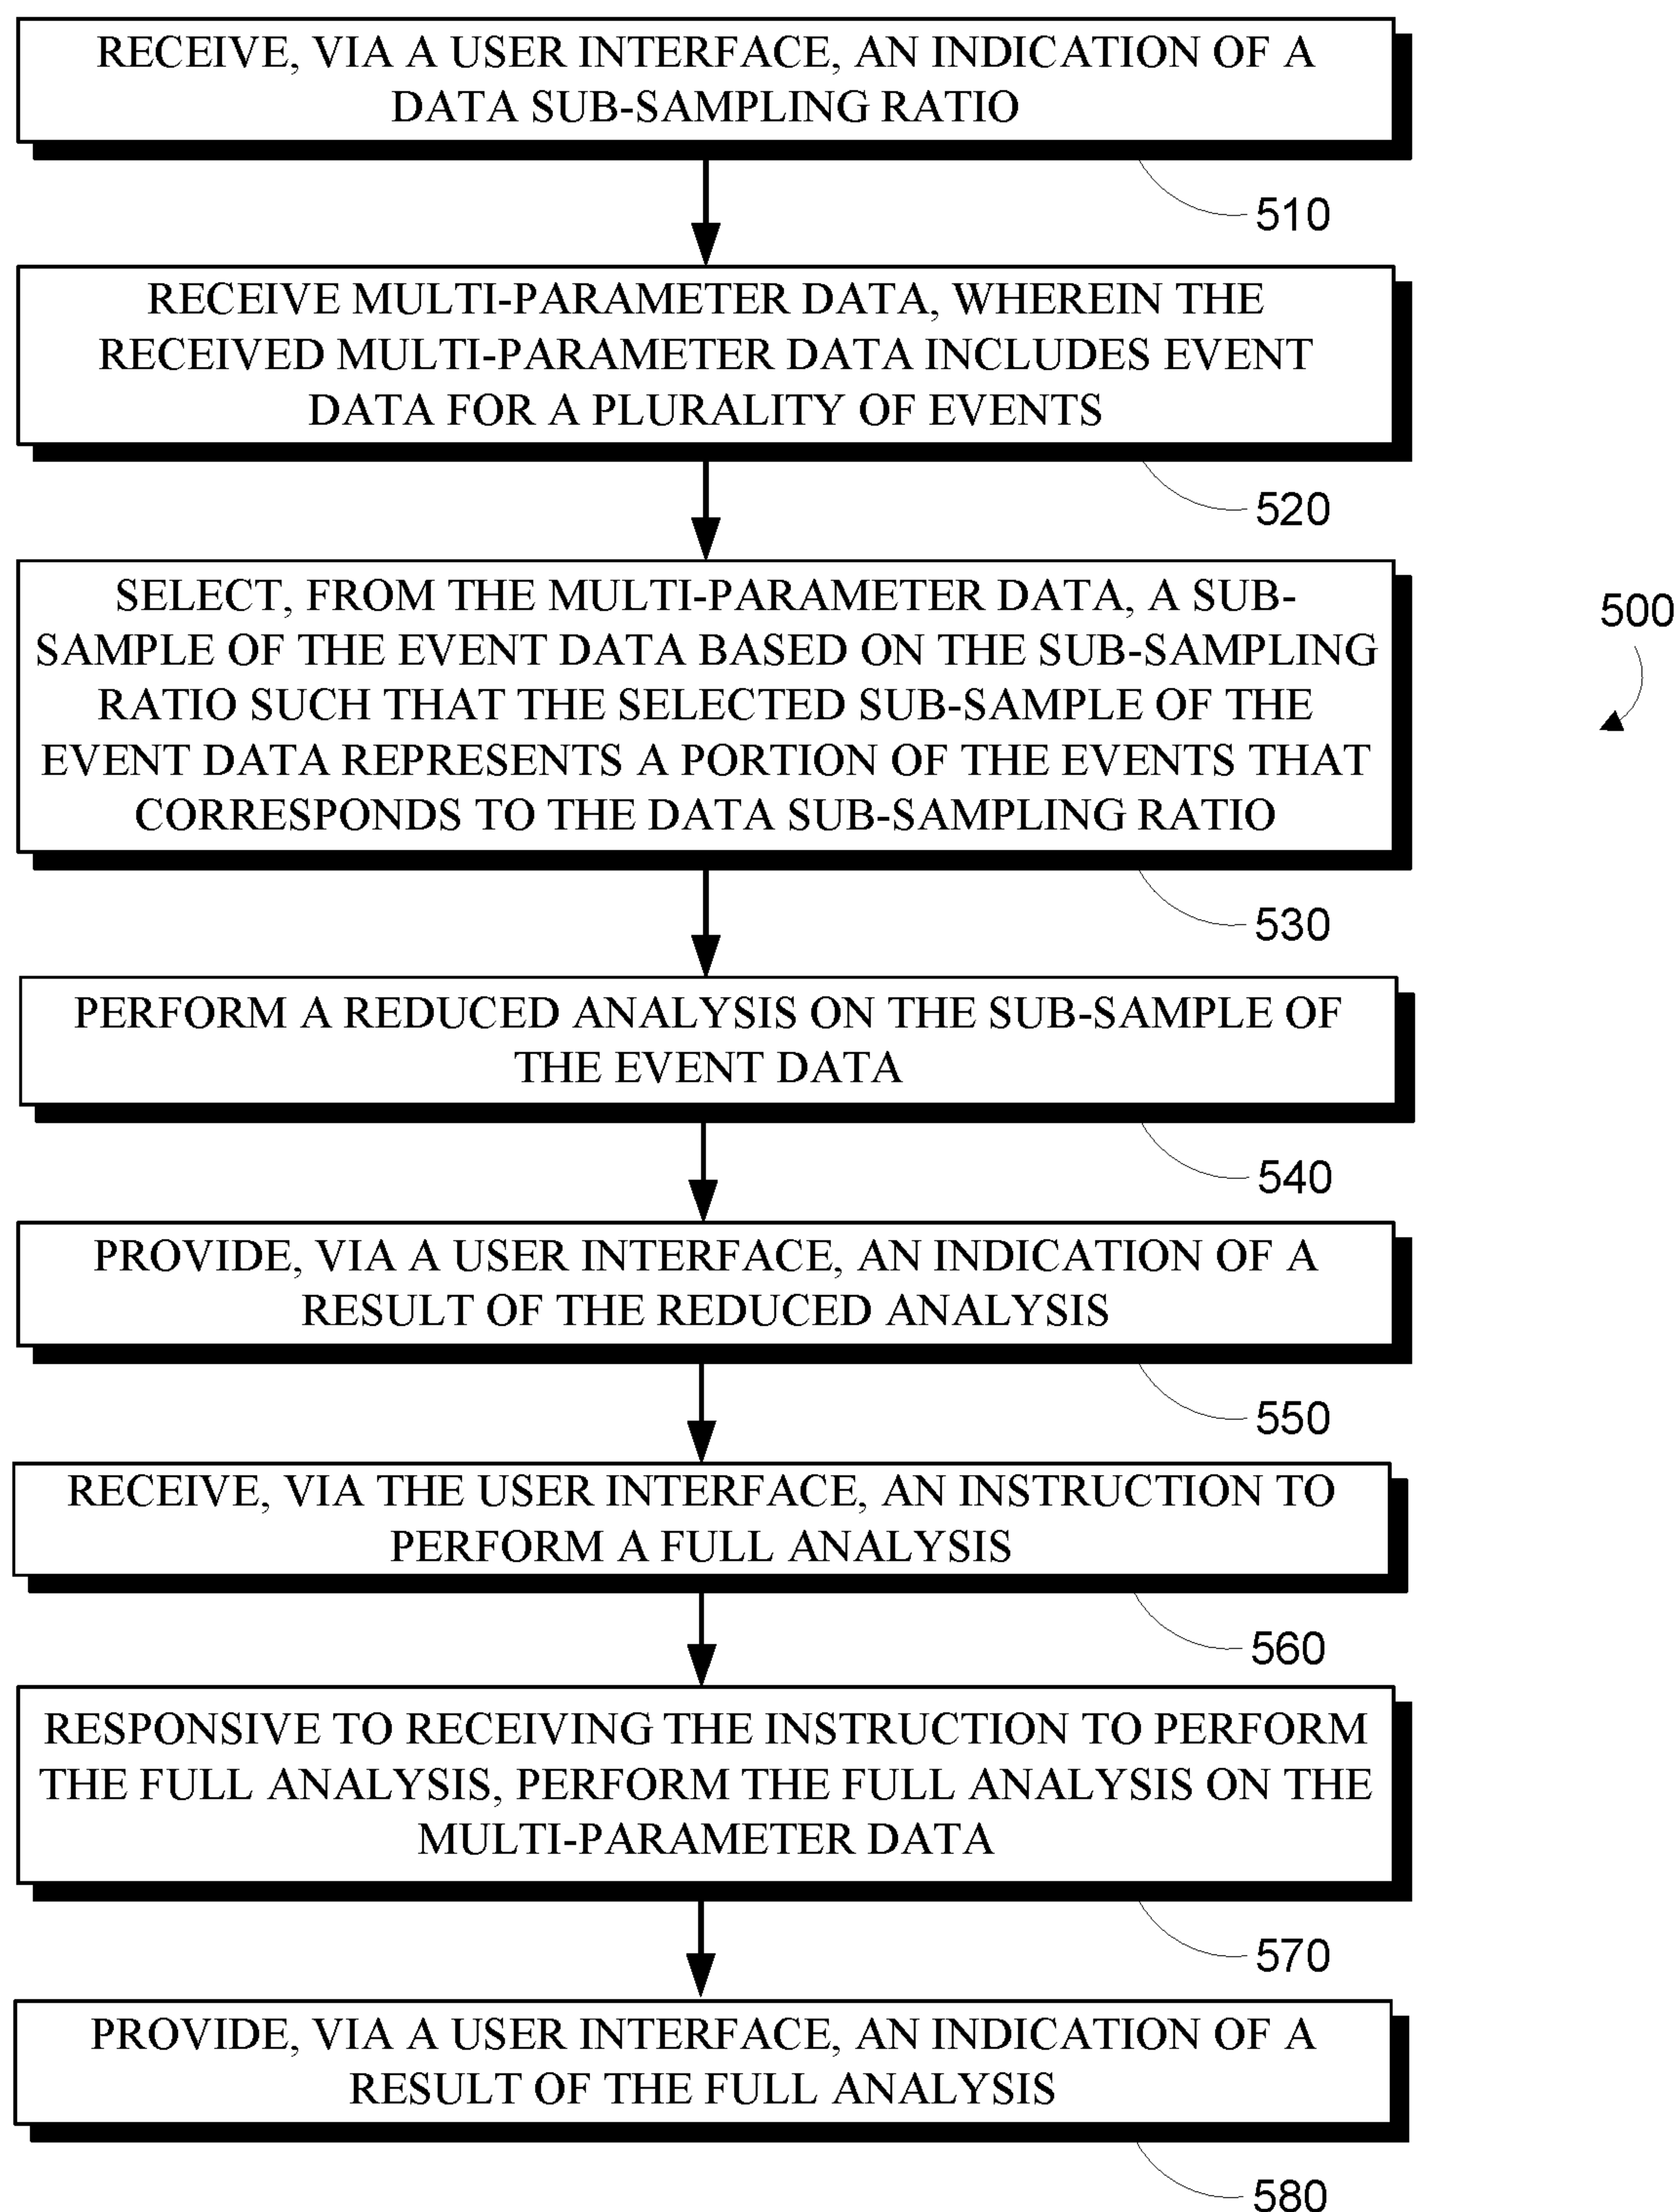 RECEIVE, VIA A USER INTERFACE, AN INDICATION OF A
DATA SUB-SAMPLING RATIO
510
RECEIVE MULTI-PARAMETER DATA, WHEREIN THE
RECEIVED MULTI-PARAMETER DATA INCLUDES EVENT
DATA FOR A PLURALITY OF EVENTS
520
SELECT, FROM THE MULTI-PARAMETER DATA, A SUB-
SAMPLE OF THE EVENT DATA BASED ON THE SUB-SAMPLING
RATIO SUCH THAT THE SELECTED SUB-SAMPLE OF THE
EVENT DATA REPRESENTS A PORTION OF THE EVENTS THAT
CORRESPONDS TO THE DATA SUB-SAMPLING RATIO
500
530
PERFORM A REDUCED ANALYSIS ON THE SUB-SAMPLE OF
THE EVENT DATA
540
PROVIDE, VIA A USER INTERFACE, AN INDICATION OF A
RESULT OF THE REDUCED ANALYSIS
550
RECEIVE, VIA THE USER INTERFACE, AN INSTRUCTION TO
PERFORM A FULL ANALYSIS
560
RESPONSIVE TO RECEIVING THE INSTRUCTION TO PERFORM
THE FULL ANALYSIS, PERFORM THE FULL ANALYSIS ON THE
MULTI-PARAMETER DATA
570
PROVIDE, VIA A USER INTERFACE, AN INDICATION OF A
RESULT OF THE FULL ANALYSIS
580